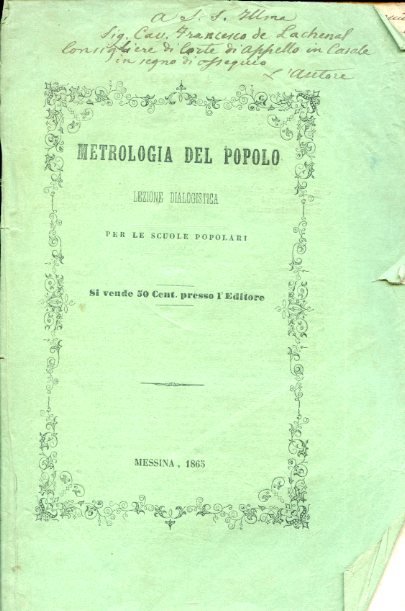 A S. S. Illma
Sig. Cav. Francesco de Lachenal
Consigliere di Corte di Appello in Casale
in segno di ossequio
L'autore
METROLOGIA DEL POPOLO
LEZIONE DIALOGISTICA
PER LE SCUOLE POPOLARI
Si vende 50 Cent. presso l'Editore
MESSINA, 1865